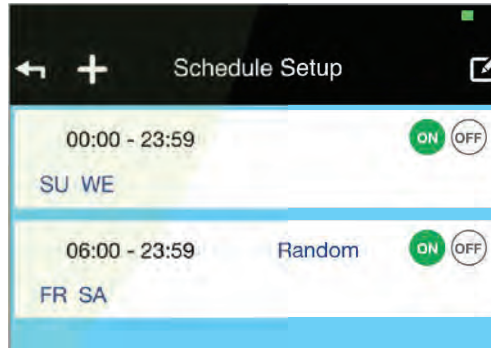 Schedule Setup
00:00 - 23:59 ON OFF
SU WE
06:00 - 23:59 Random ON OFF
FR SA